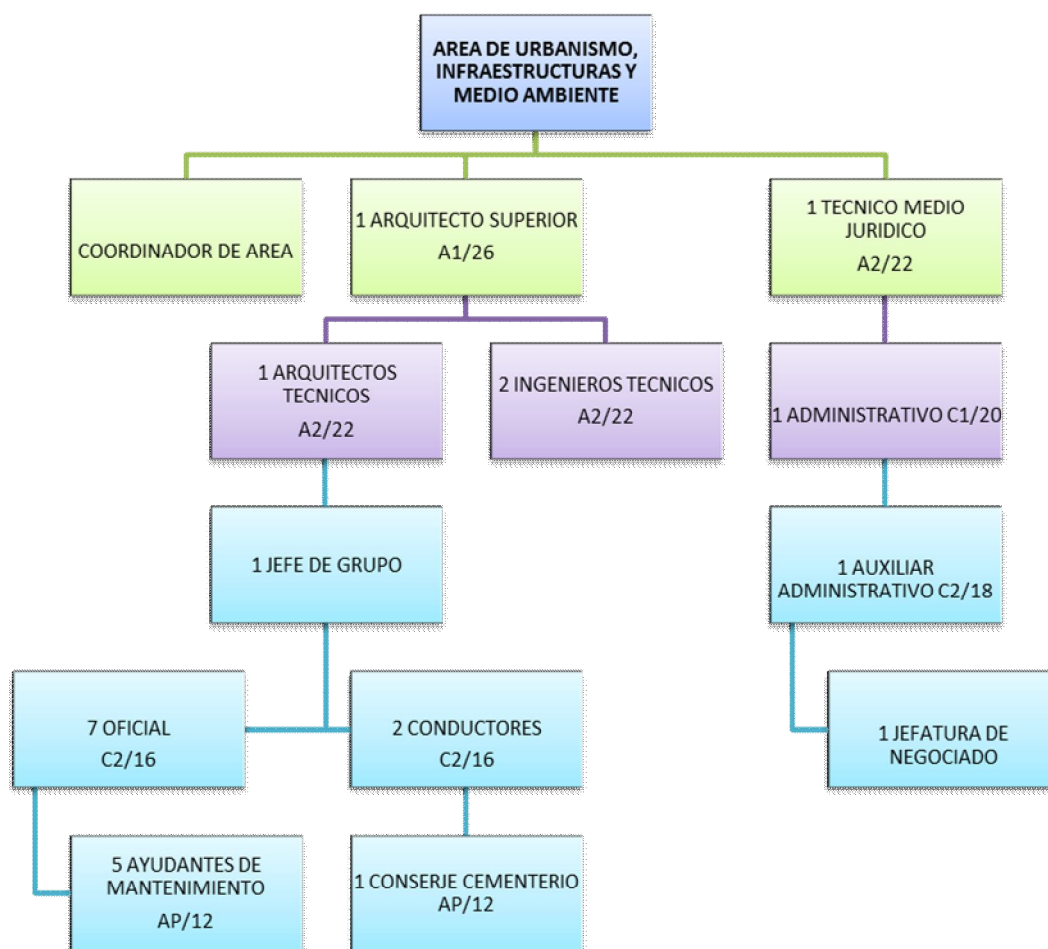 AREA DE URBANISMO,
INFRAESTRUCTURAS Y
MEDIO AMBIENTE
COORDINADOR DE AREA
1 ARQUITECTO SUPERIOR
A1/26
1 TECNICO MEDIO
JURIDICO
A2/22
1 ARQUITECTOS
TECNICOS
A2/22
2 INGENIEROS TECNICOS
A2/22
1 ADMINISTRATIVO C1/20
1 JEFE DE GRUPO
1 AUXILIAR
ADMINISTRATIVO C2/18
7 OFICIAL
C2/16
2 CONDUCTORES
C2/16
1 JEFATURA DE
NEGOCIADO
5 AYUDANTES DE
MANTENIMIENTO
AP/12
1 CONSERJE CEMENTERIO
AP/12